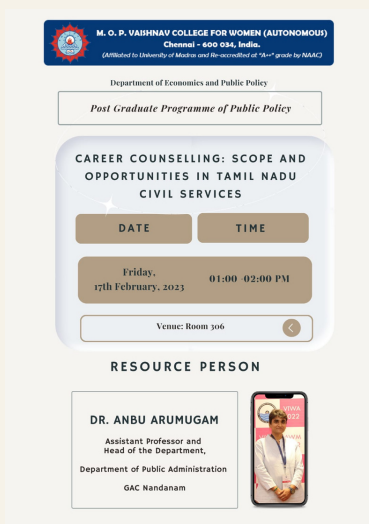 M. O. P. VAISHNAV COLLEGE FOR WOMEN (AUTONOMOUS)
Chennai - 600 034, India.
(Affiliated to University of Madras and Re-accredited at "A++" grade by NAAC)
Department of Economics and Public Policy
Post Graduate Programme of Public Policy
CAREER COUNSELLING: SCOPE AND
OPPORTUNITIES IN TAMIL NADU
CIVIL SERVICES
DATE
TIME
Friday,
17th February, 2023
01:00 -02:00 PM
Venue: Room 306
RESOURCE PERSON
DR. ANBU ARUMUGAM
Assistant Professor and
Head of the Department,
Department of Public Administration
GAC Nandanam
VIWA